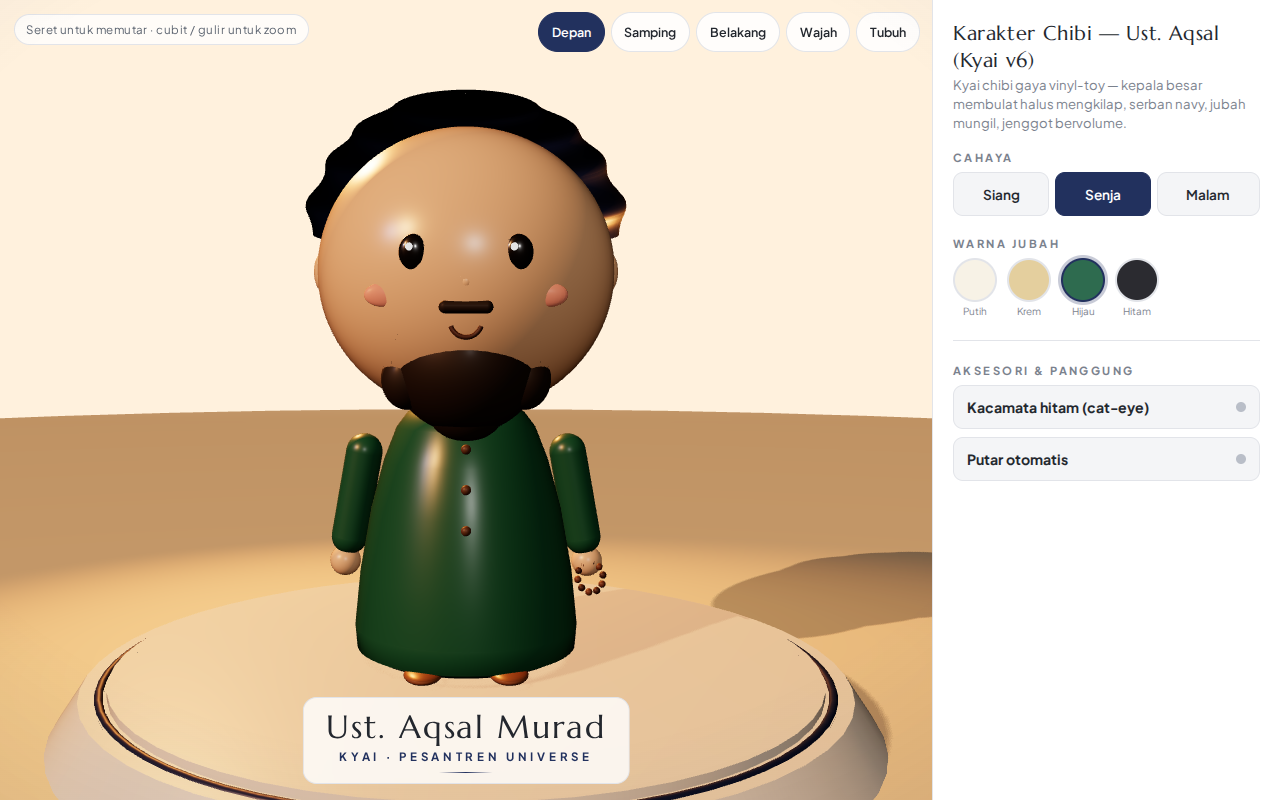 Seret untuk memutar · cubit / gulir untuk zoom
Depan
Samping
Belakang
Wajah
Tubuh
Ust. Aqsal Murad
KYAI · PESANTREN UNIVERSE
Karakter Chibi — Ust. Aqsal
(Kyai v6)
Kyai chibi gaya vinyl-toy — kepala besar
membulat halus mengkilap, serban navy, jubah
mungil, jenggot bervolume.
CAHAYA
Siang
Senja
Malam
WARNA JUBAH
Putih
Krem
Hijau
Hitam
AKSESORI & PANGGUNG
Kacamata hitam (cat-eye)
Putar otomatis